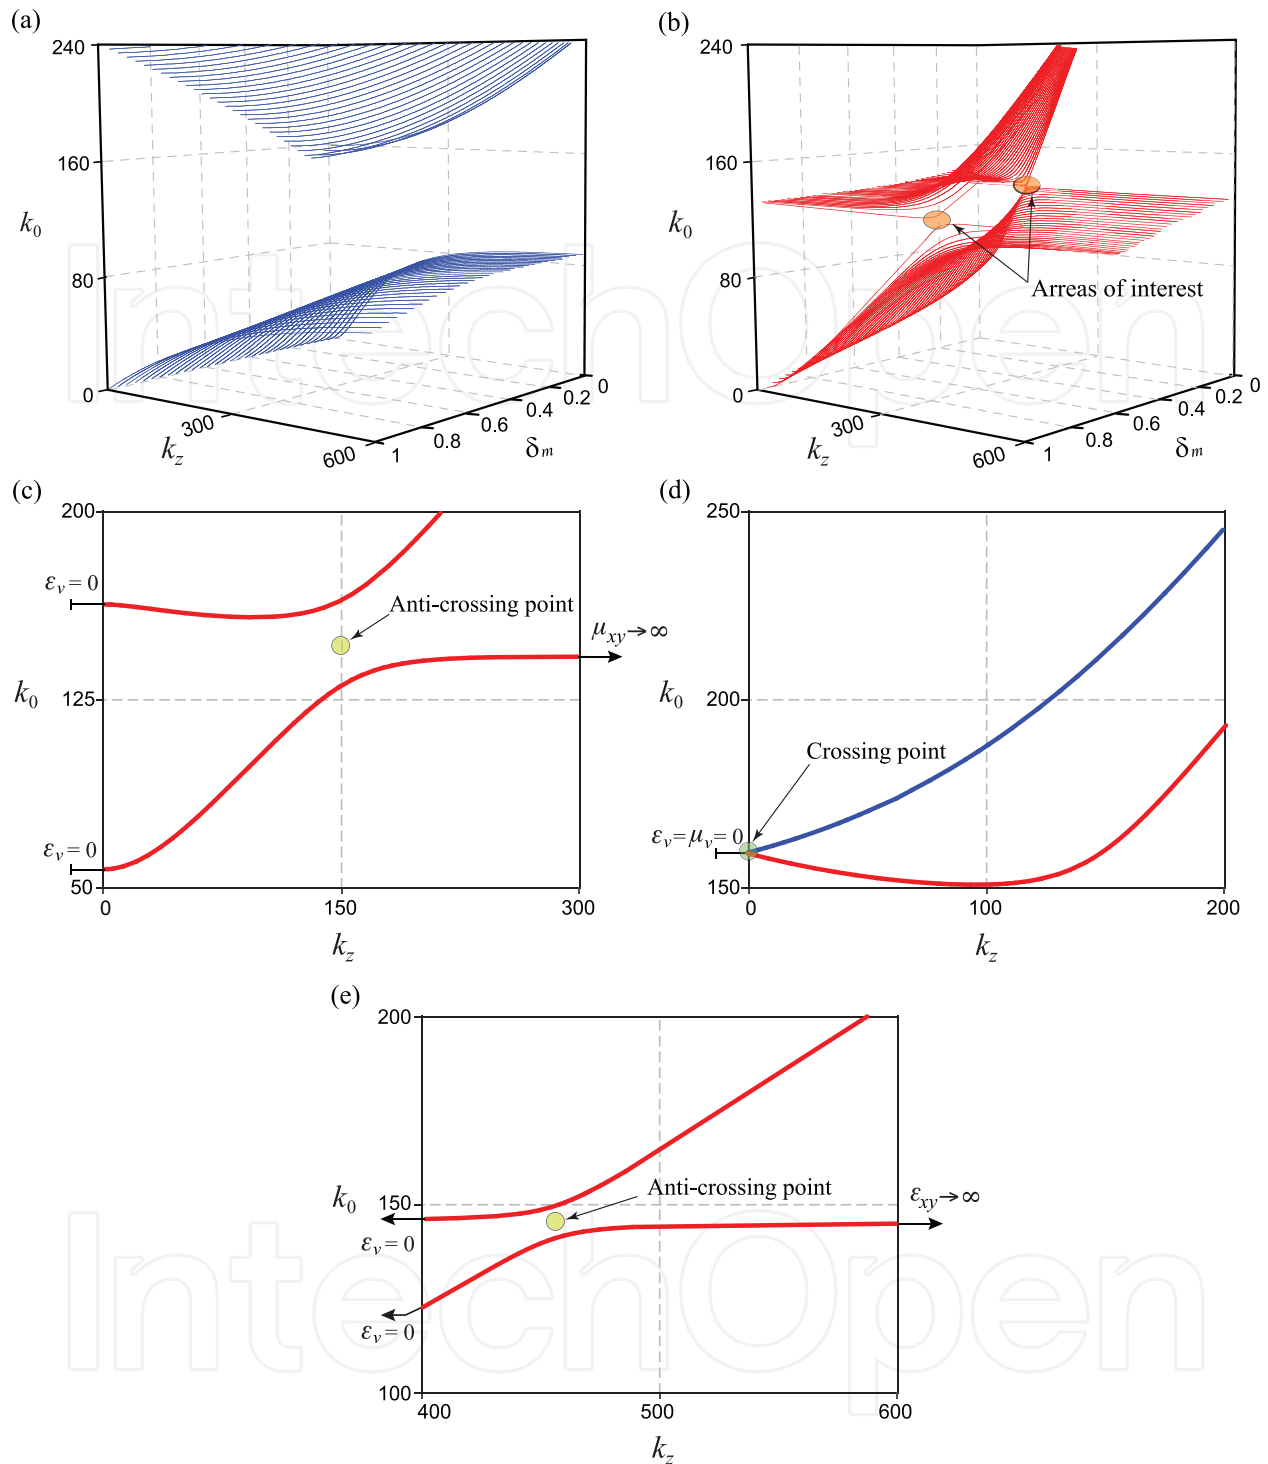 (a)
240
160
k0
80
0
300
kz
600
1
0.8
0.6
0.4
0.2
0
δm
(b)
240
160
k0
80
0
300
kz
600
1
0.8
0.6
0.4
0.2
0
δm
Arreas of interest
(c)
200
εv = 0
Anti-crossing point
μxy→∞
k0
125
εv = 0
50
0
150
300
kz
(d)
250
k0
200
Crossing point
εv = μv = 0
150
0
100
200
kz
(e)
200
k0
150
Anti-crossing point
εxy→∞
εv = 0
εv = 0
100
400
500
600
kz
IntechOpen
IntechOpen